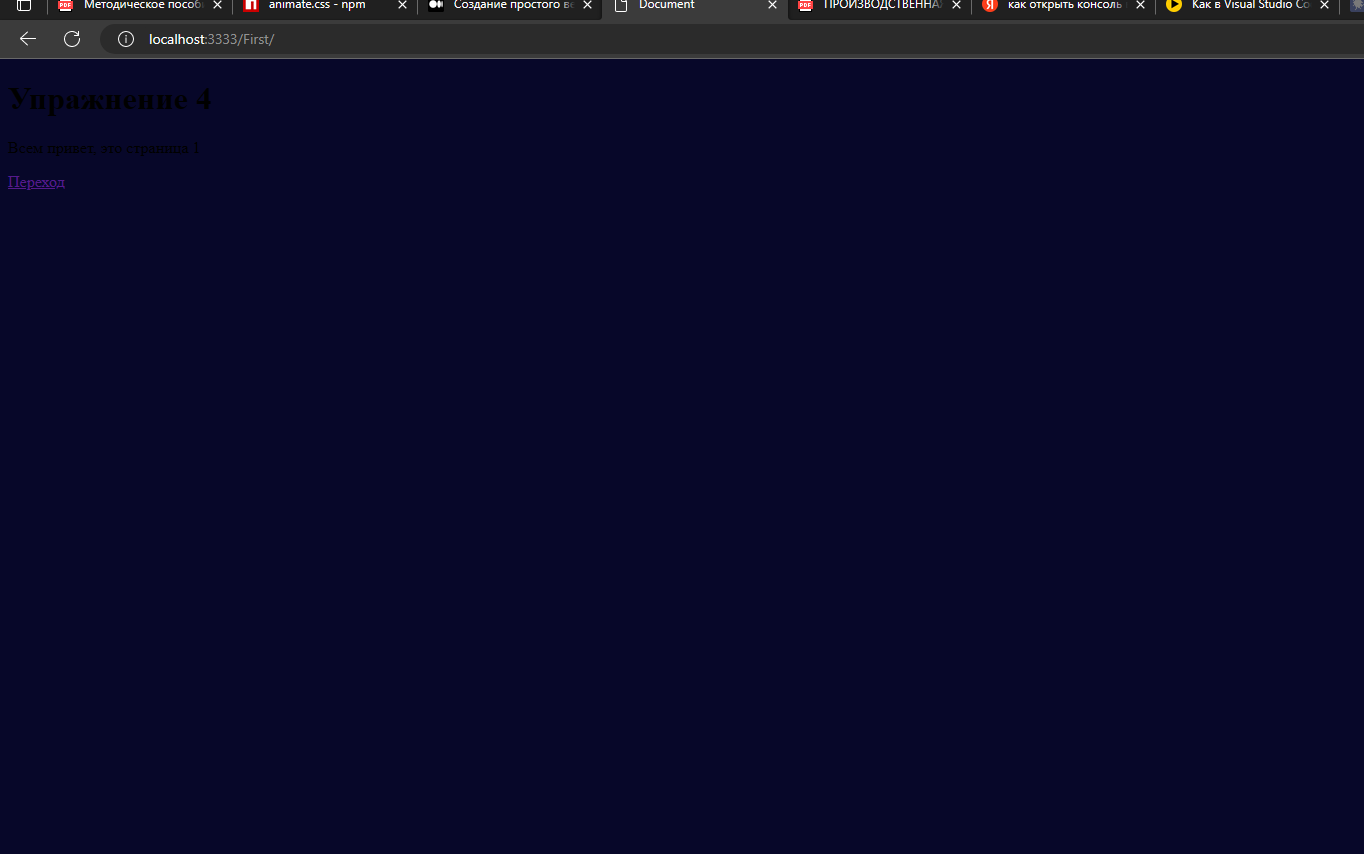 Методическое пособи
animate.css - npm
Создание простого ве
Document
ПРОИЗВОДСТВЕННАЯ
как открыть консоль
Как в Visual Studio Co
localhost:3333/First/
Упражнение 4
Всем привет, это страница 1
Переход